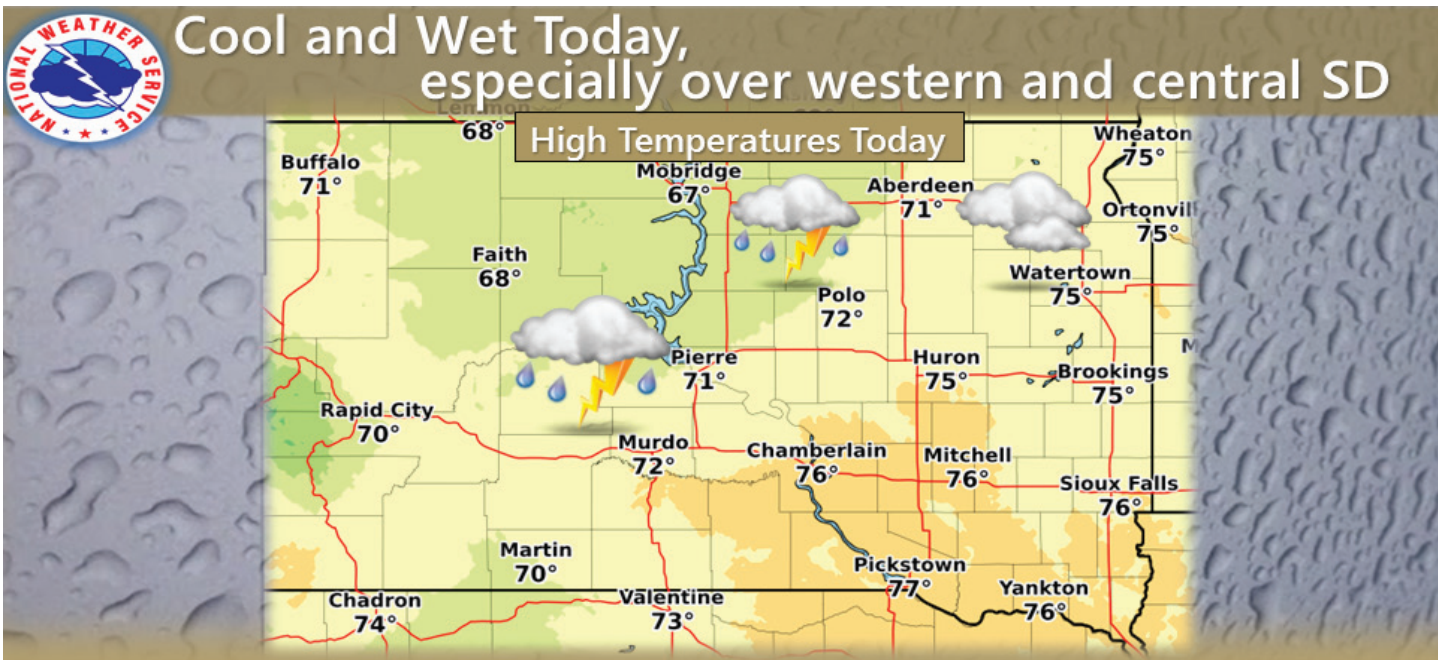 NATIONAL WEATHER SERVICE
Cool and Wet Today,
especially over western and central SD
Lemmon
68°
High Temperatures Today
Wheaton
75°
Buffalo
71°
Mobridge
67°
Aberdeen
71°
Ortonvil
75°
Faith
68°
Watertown
75°
Polo
72°
Pierre
71°
Huron
75°
Brookings
75°
M
Rapid City
70°
Murdo
72°
Chamberlain
76°
Mitchell
76°
Sioux Falls
76°
Martin
70°
Pickstown
77°
Yankton
76°
Chadron
74°
Valentine
73°